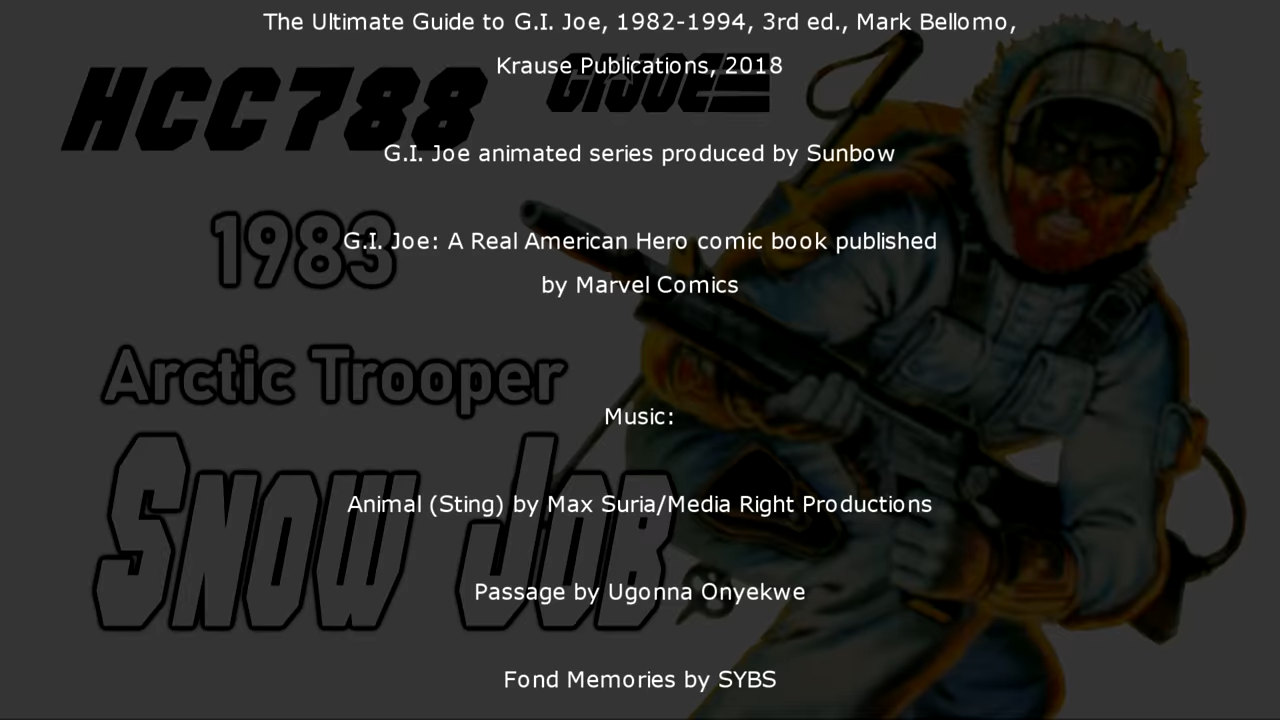 The Ultimate Guide to G.I. Joe, 1982-1994, 3rd ed., Mark Bellomo,
Krause Publications, 2018
HCC788
G.I. JOE
G.I. Joe animated series produced by Sunbow
1983
G.I. Joe: A Real American Hero comic book published
by Marvel Comics
Arctic Trooper
Music:
Snow Job
Animal (Sting) by Max Suria/Media Right Productions
Passage by Ugonna Onyekwe
Fond Memories by SYBS